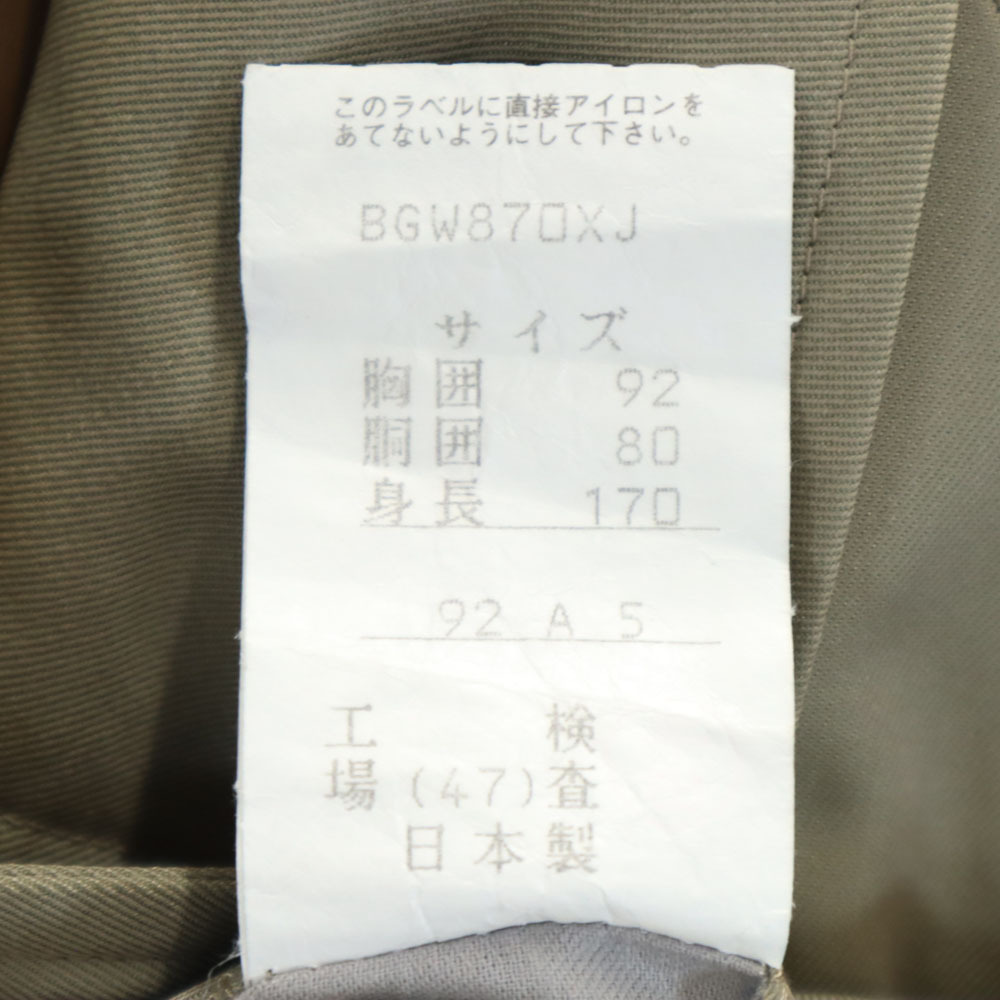 このラベルに直接アイロンを
あてないようにして下さい。
BGW870XJ
サイズ
胸囲 92
胴囲 80
身長 170
92 A 5
工 検
場 (47) 査
日本製